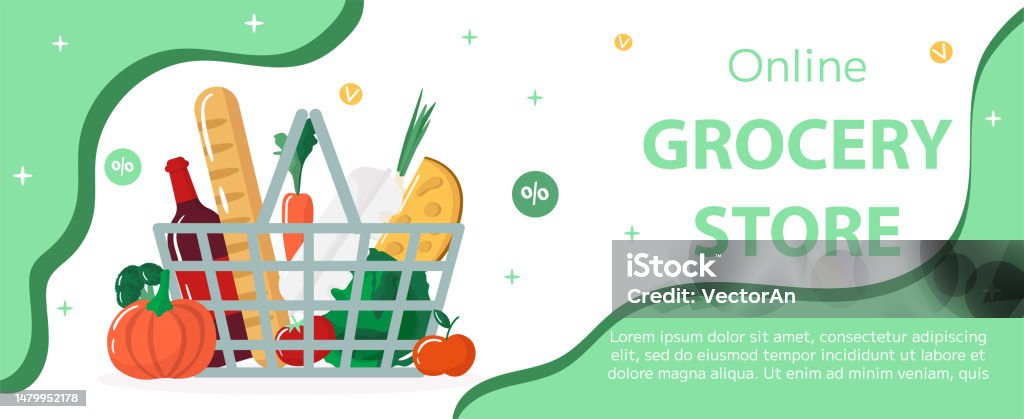 Online
GROCERY
STORE
%
%
iStock™
Credit: VectorAn
Lorem ipsum dolor sit amet, consectetur adipiscing elit,
sed do eiusmod tempor incididunt ut labore et
dolore magna aliqua. Ut enim ad minim veniam, quis
1479952178